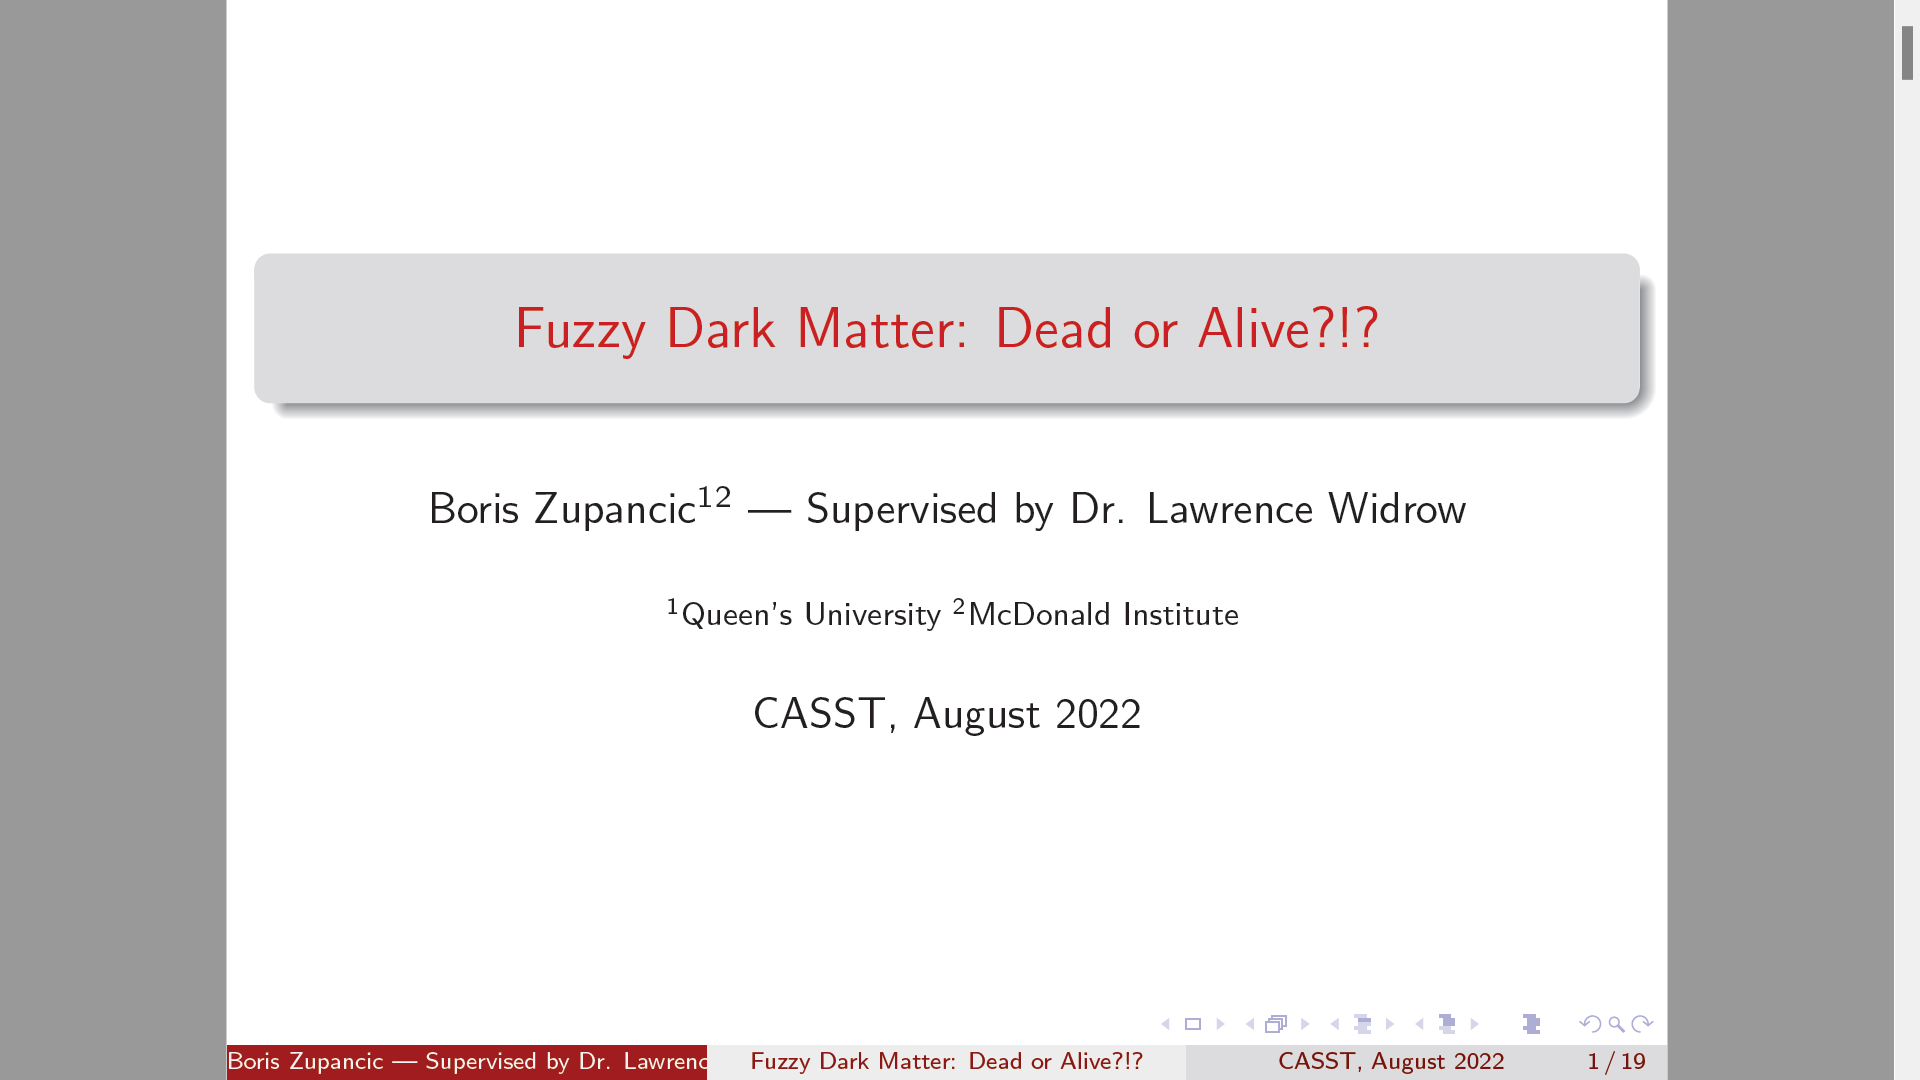 Fuzzy Dark Matter: Dead or Alive?!?
Boris Zupancic¹² — Supervised by Dr. Lawrence Widrow
¹Queen's University ²McDonald Institute
CASST, August 2022
Boris Zupancic — Supervised by Dr. Lawrenc Fuzzy Dark Matter: Dead or Alive?!? CASST, August 2022 1 / 19